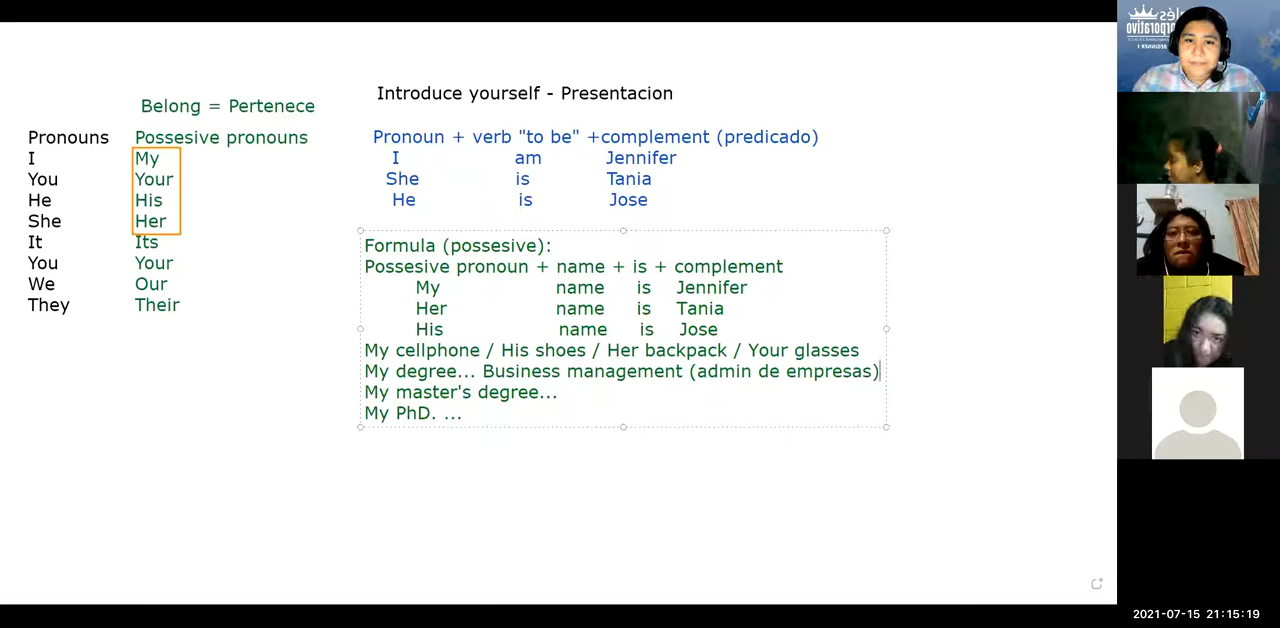 Introduce yourself - Presentacion
Belong = Pertenece
Pronouns Possesive pronouns
I My
You Your
He His
She Her
It Its
You Your
We Our
They Their
Pronoun + verb "to be" +complement (predicado)
I am Jennifer
She is Tania
He is Jose
Formula (possesive):
Possesive pronoun + name + is + complement
My name is Jennifer
Her name is Tania
His name is Jose
My cellphone / His shoes / Her backpack / Your glasses
My degree... Business management (admin de empresas)
My master's degree...
My PhD. ...
2021-07-15 21:15:19